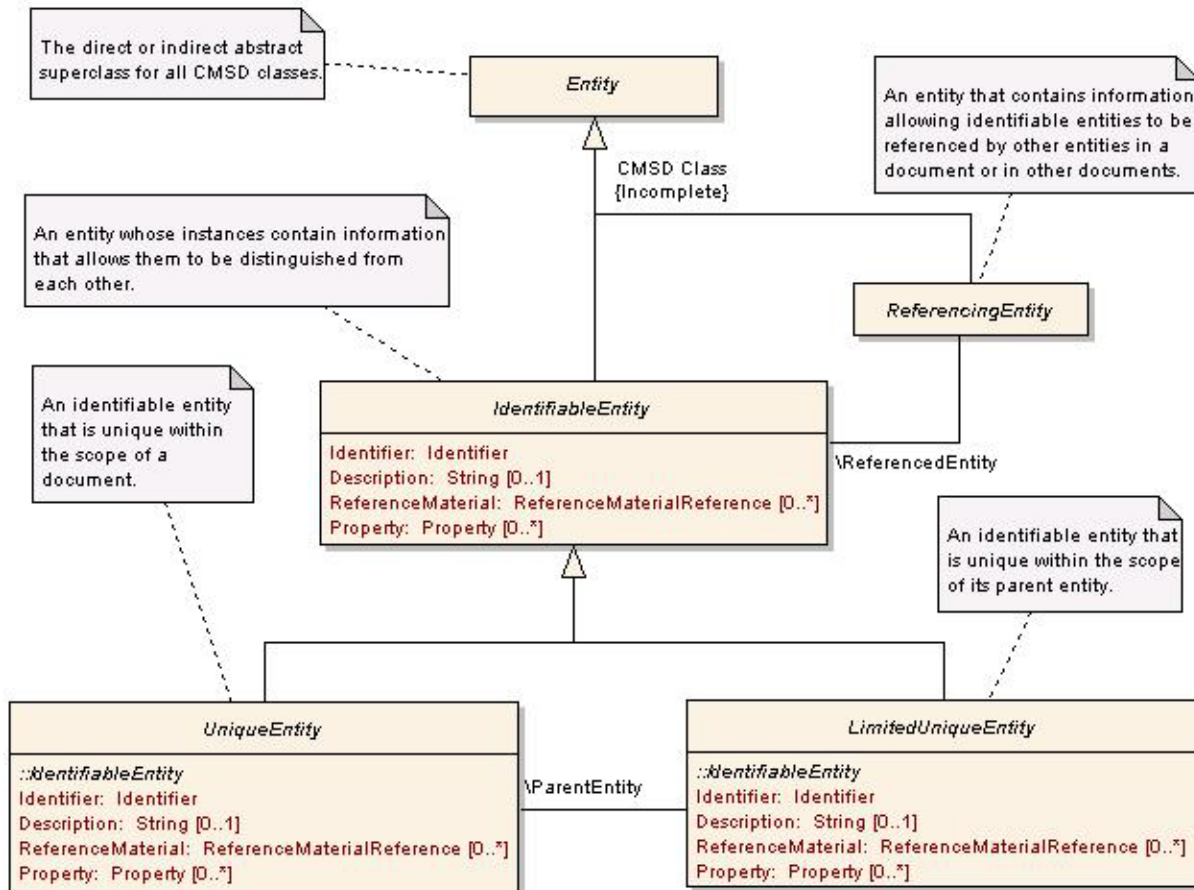 The direct or indirect abstract
superclass for all CMSD classes.
Entity
An entity that contains information
allowing identifiable entities to be
referenced by other entities in a
document or in other documents.
CMSD Class
{Incomplete}
An entity whose instances contain information
that allows them to be distinguished from
each other.
ReferencingEntity
An identifiable entity
that is unique within
the scope of a
document.
IdentifiableEntity
Identifier: Identifier
Description: String [0..1]
ReferenceMaterial: ReferenceMaterialReference [0..*]
Property: Property [0..*]
\ReferencedEntity
An identifiable entity that
is unique within the scope
of its parent entity.
UniqueEntity
::IdentifiableEntity
Identifier: Identifier
Description: String [0..1]
ReferenceMaterial: ReferenceMaterialReference [0..*]
Property: Property [0..*]
\ParentEntity
LimitedUniqueEntity
::IdentifiableEntity
Identifier: Identifier
Description: String [0..1]
ReferenceMaterial: ReferenceMaterialReference [0..*]
Property: Property [0..*]